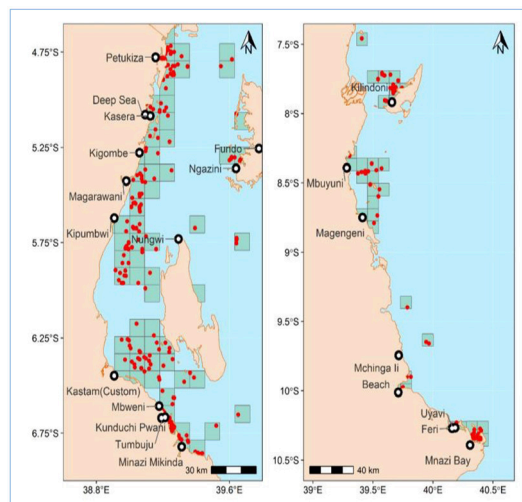 N
4.75°S
Petukiza
Deep Sea
Kasera
5.25°S
Kigombe
Fundo
Ngazini
Magarawani
Kipumbwi
5.75°S
Nungwi
6.25°S
Kastam(Custom)
Mbweni
Kunduchi Pwani
6.75°S
Tumbuju
Minazi Mikinda
30 km
38.8°E
39.6°E
N
7.5°S
Kilindoni
8°S
Mbuyuni
8.5°S
Magengeni
9°S
9.5°S
Mchinga Ii
Beach
10°S
Uyavi
Feri
Mnazi Bay
10.5°S
40 km
39°E
39.6°E
40.4°E